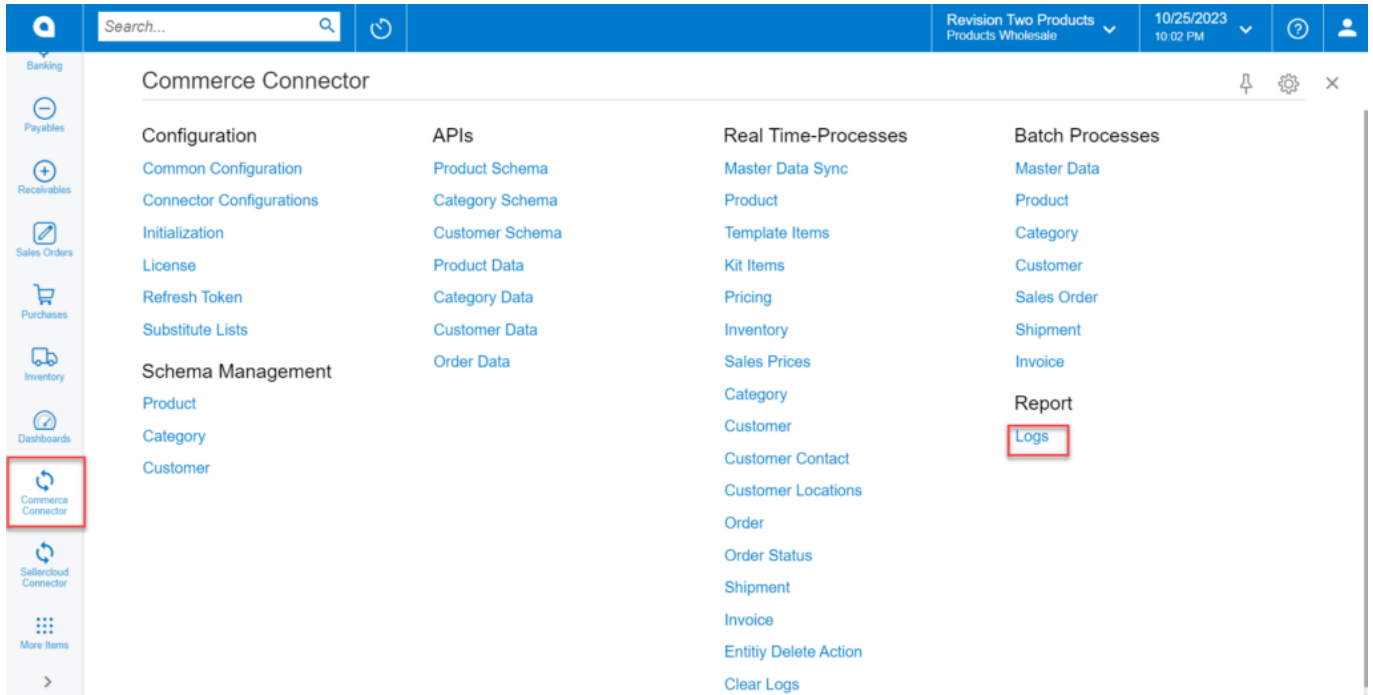 Search...
Revision Two Products
Products Wholesale
10/25/2023
10:02 PM
Banking
Payables
Receivables
Sales Orders
Purchases
Inventory
Dashboards
Commerce
Connector
Sellercloud
Connector
More Items
Commerce Connector
Configuration
Common Configuration
Connector Configurations
Initialization
License
Refresh Token
Substitute Lists
Schema Management
Product
Category
Customer
APIs
Product Schema
Category Schema
Customer Schema
Product Data
Category Data
Customer Data
Order Data
Real Time-Processes
Master Data Sync
Product
Template Items
Kit Items
Pricing
Inventory
Sales Prices
Category
Customer
Customer Contact
Customer Locations
Order
Order Status
Shipment
Invoice
Entitiy Delete Action
Clear Logs
Batch Processes
Master Data
Product
Category
Customer
Sales Order
Shipment
Invoice
Report
Logs